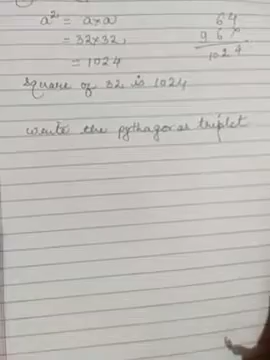 a² = a×a
= 32×32,
= 1024
64
96×
1024
Square of 32 is 1024
write the pythagoras triplet